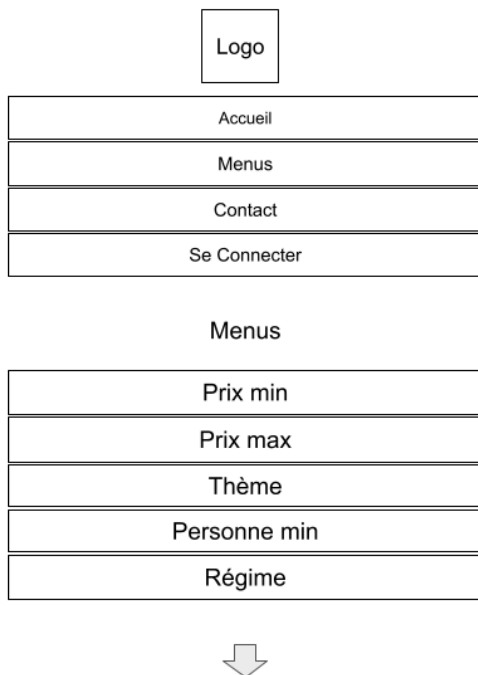 Logo
Accueil
Menus
Contact
Se Connecter
Menus
Prix min
Prix max
Thème
Personne min
Régime